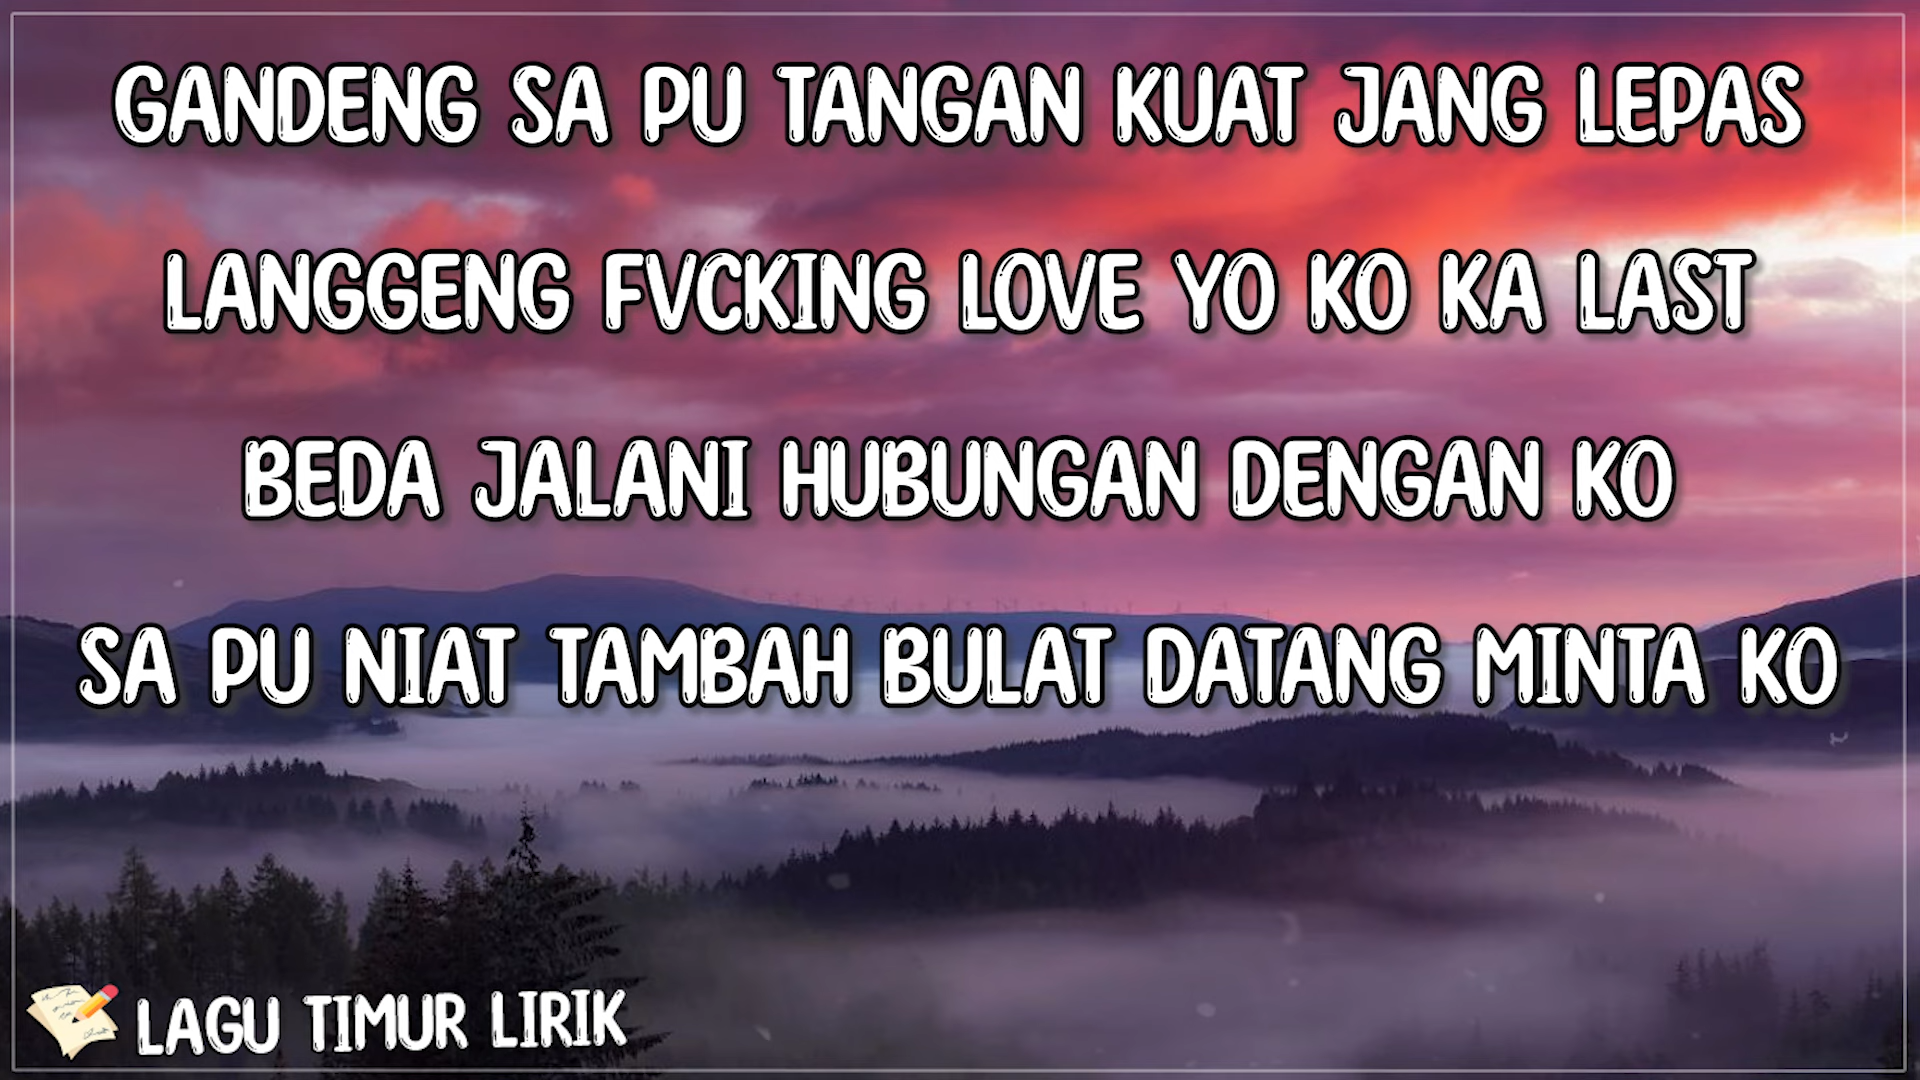 GANDENG SA PU TANGAN KUAT JANG LEPAS
LANGGENG FVCKING LOVE YO KO KA LAST
BEDA JALANI HUBUNGAN DENGAN KO
SA PU NIAT TAMBAH BULAT DATANG MINTA KO
LAGU TIMUR LIRIK